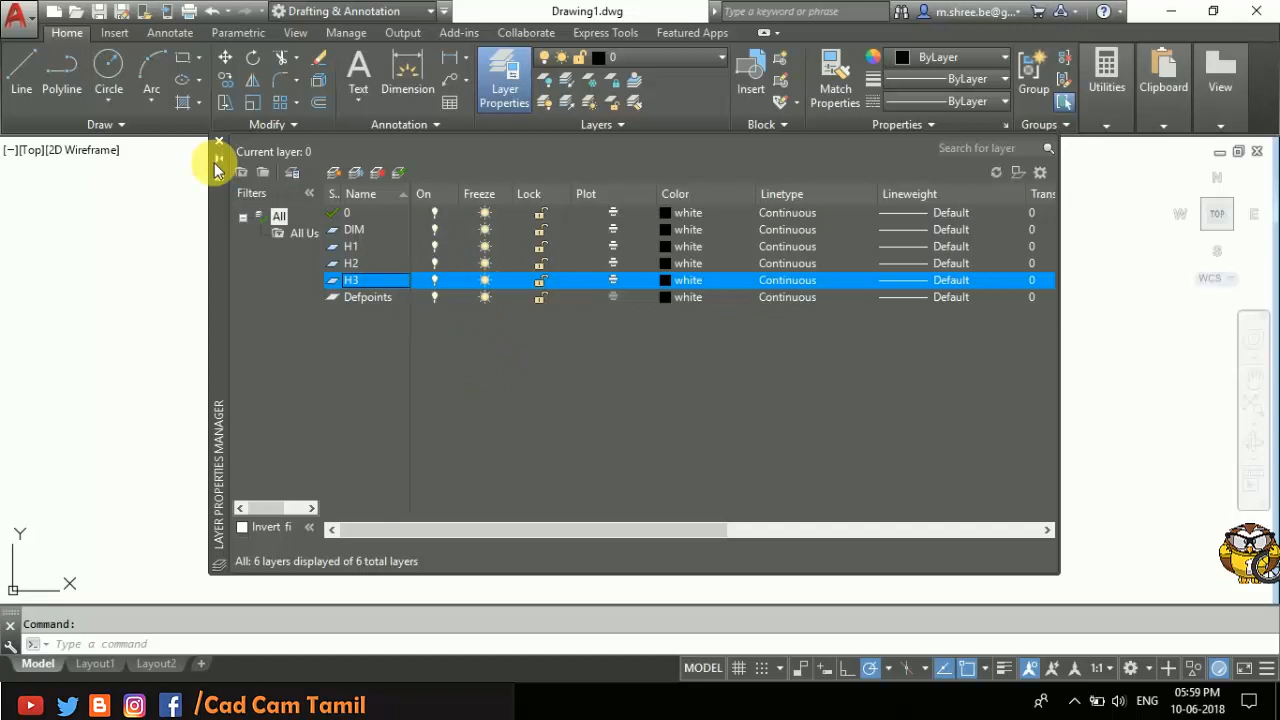 Drafting & Annotation
Drawing1.dwg
Type a keyword or phrase
m.shree.be@g...
Home Insert Annotate Parametric View Manage Output Add-ins Collaborate Express Tools Featured Apps
Line Polyline Circle Arc
Text Dimension
Layer Properties
0
Insert
Match Properties
ByLayer
ByLayer
ByLayer
Group
Utilities
Clipboard
View
Draw Modify Annotation Layers Block Properties Groups
[−][Top][2D Wireframe]
Current layer: 0
Search for layer
Filters
S.. Name On Freeze Lock Plot Color Linetype Lineweight Trans
All
All Us
0 white Continuous Default 0
DIM white Continuous Default 0
H1 white Continuous Default 0
H2 white Continuous Default 0
H3 white Continuous Default 0
Defpoints white Continuous Default 0
Invert fi
All: 6 layers displayed of 6 total layers
LAYER PROPERTIES MANAGER
N
W TOP E
S
WCS
Y
X
Command:
Type a command
Model Layout1 Layout2 +
MODEL
1:1
/Cad Cam Tamil
ENG
05:59 PM
10-06-2018